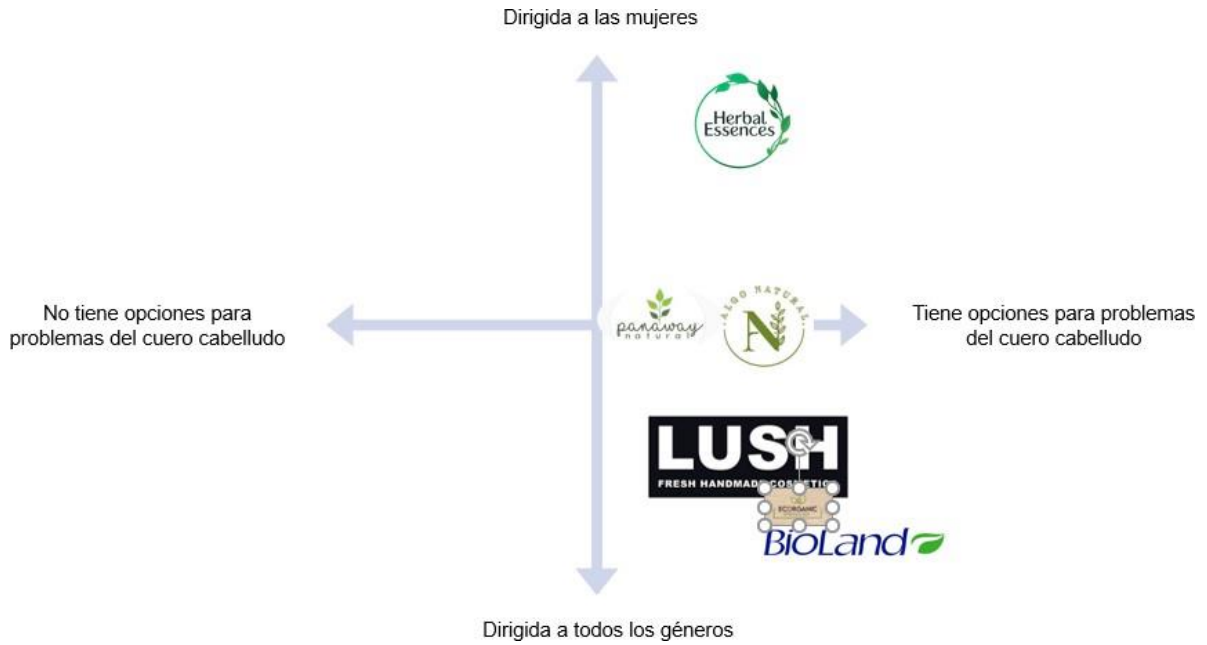 Dirigida a las mujeres
Herbal
Essences
No tiene opciones para
problemas del cuero cabelludo
panaway
natural
ALGO NATURAL
N
Tiene opciones para problemas
del cuero cabelludo
LUSH
FRESH HANDMADE COSMETIC
ECORGANIC
BioLand
Dirigida a todos los géneros